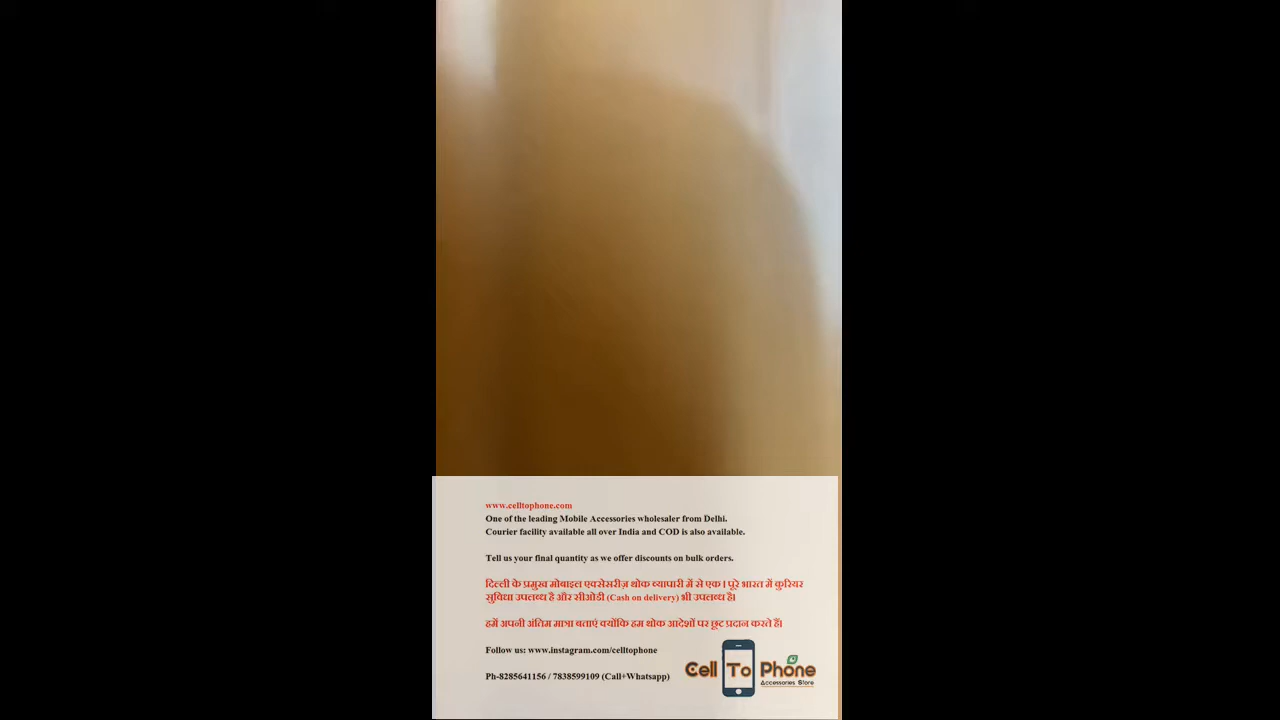 www.celltophone.com
One of the leading Mobile Accessories wholesaler from Delhi.
Courier facility available all over India and COD is also available.
Tell us your final quantity as we offer discounts on bulk orders.
दिल्ली के प्रमुख मोबाइल एक्सेसरीज़ थोक व्यापारी में से एक। पूरे भारत में कुरियर
सुविधा उपलब्ध है और सीओडी (Cash on delivery) भी उपलब्ध है।
हमें अपनी अंतिम मात्रा बताएं क्योंकि हम थोक आदेशों पर छूट प्रदान करते हैं।
Follow us: www.instagram.com/celltophone
Ph-8285641156 / 7838599109 (Call+Whatsapp)
Cell To Phone
Accessories Store